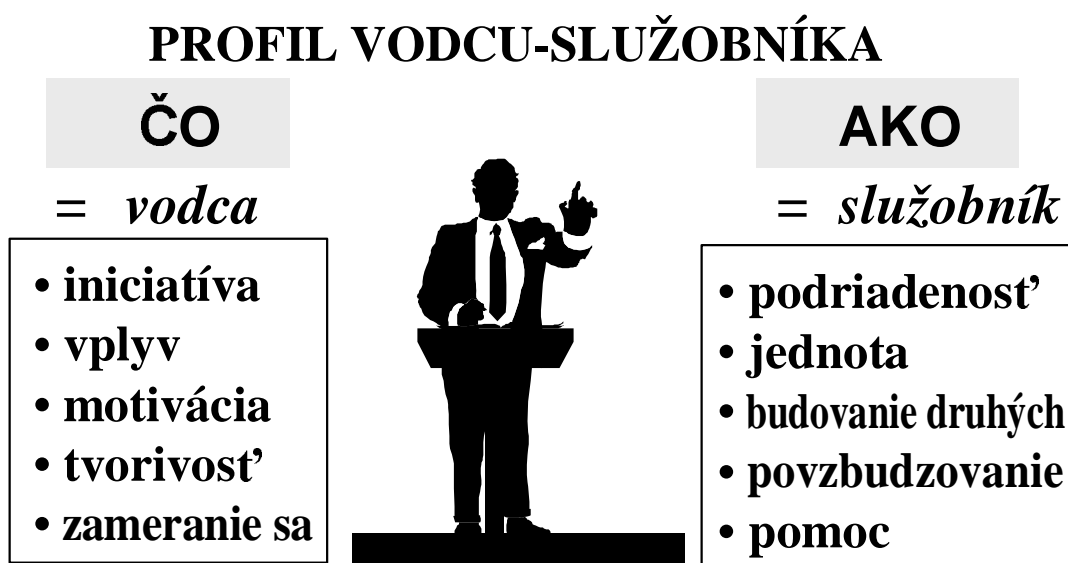 PROFIL VODCU-SLUŽOBNÍKA
ČO
= vodca
• iniciatíva
• vplyv
• motivácia
• tvorivosť
• zameranie sa
AKO
= služobník
• podriadenosť
• jednota
• budovanie druhých
• povzbudzovanie
• pomoc